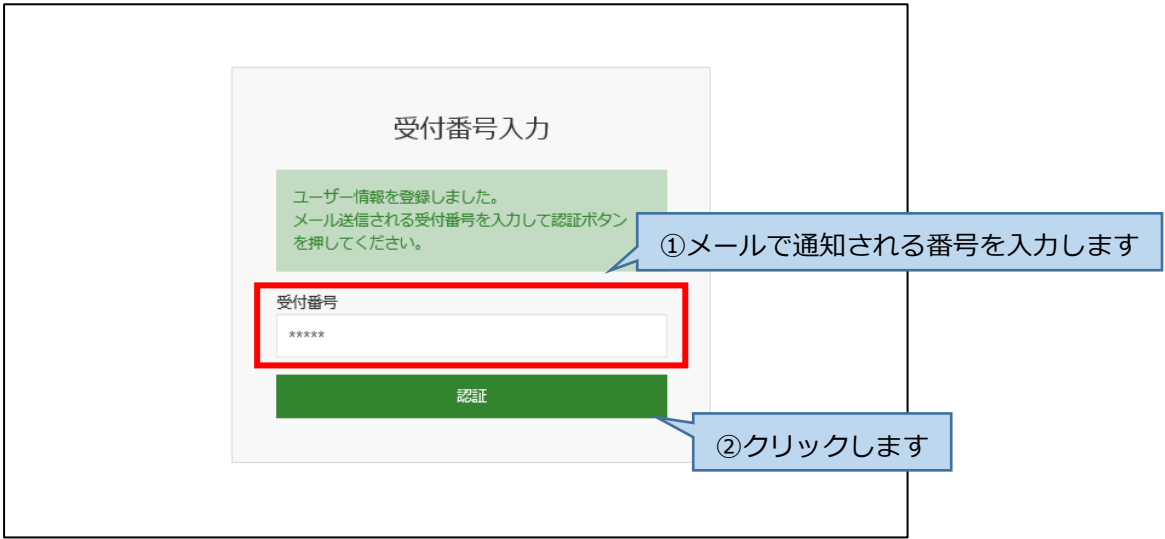 受付番号入力
ユーザー情報を登録しました。
メール送信される受付番号を入力して認証ボタン
を押してください。
①メールで通知される番号を入力します
受付番号
*****
認証
②クリックします